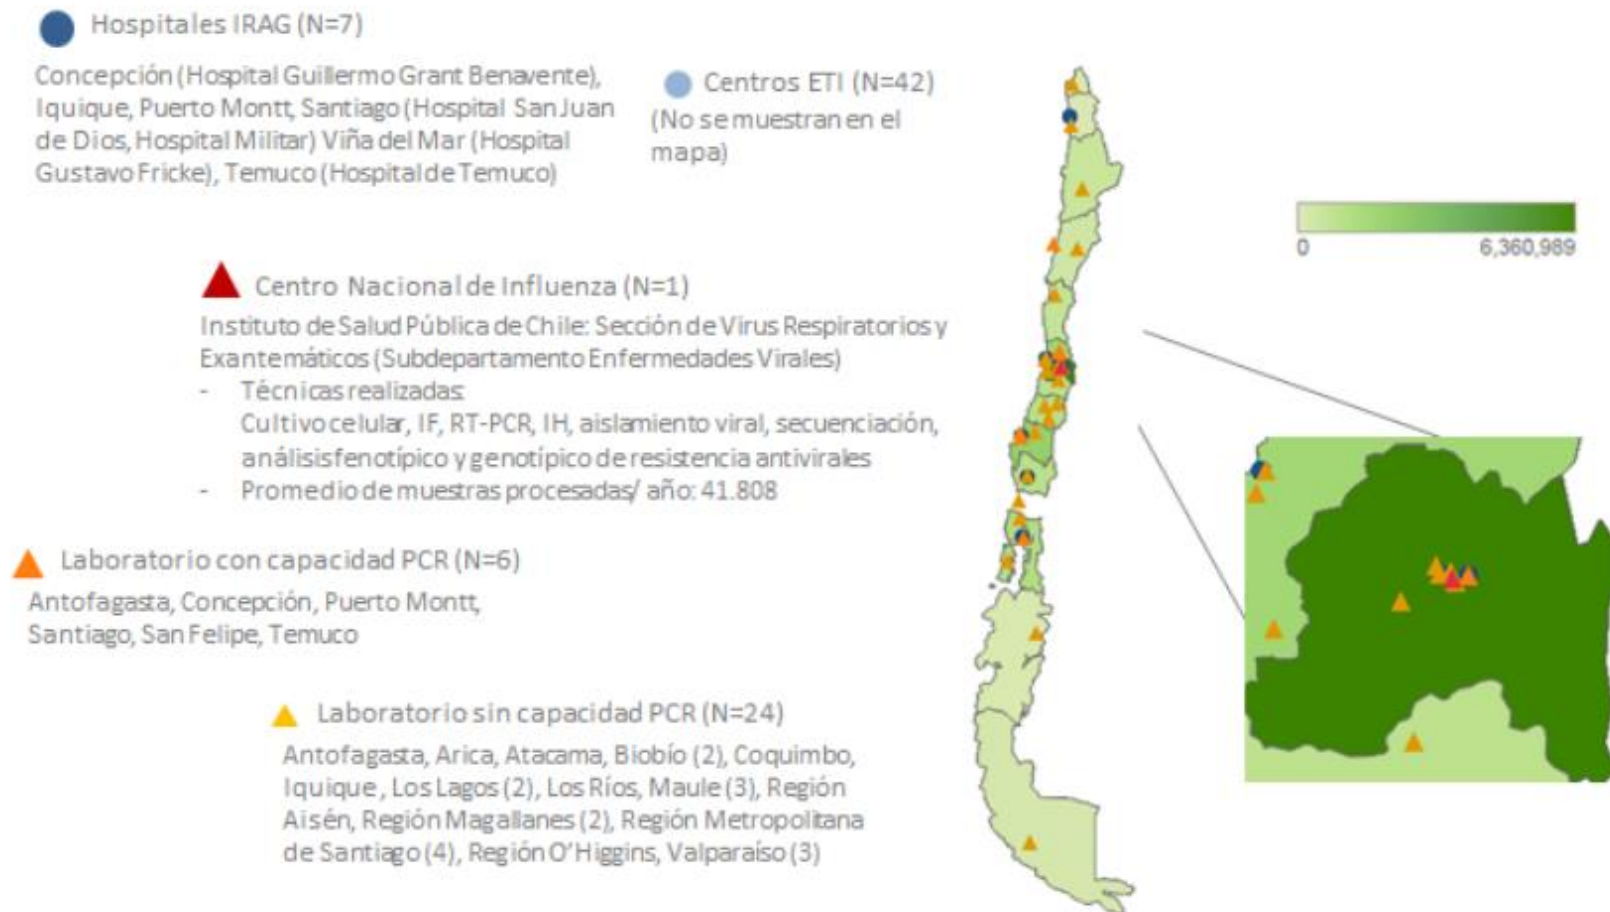 Hospitales IRAG (N=7)
Concepción (Hospital Guillermo Grant Benavente),
Iquique, Puerto Montt, Santiago (Hospital San Juan
de Dios, Hospital Militar) Viña del Mar (Hospital
Gustavo Fricke), Temuco (Hospital de Temuco)
Centros ETI (N=42)
(No se muestran en el
mapa)
0 6,360,989
Centro Nacional de Influenza (N=1)
Instituto de Salud Pública de Chile: Sección de Virus Respiratorios y
Exantemáticos (Subdepartamento Enfermedades Virales)
- Técnicas realizadas:
Cultivo celular, IF, RT-PCR, IH, aislamiento viral, secuenciación,
análisis fenotípico y genotípico de resistencia antivirales
- Promedio de muestras procesadas/ año: 41.808
Laboratorio con capacidad PCR (N=6)
Antofagasta, Concepción, Puerto Montt,
Santiago, San Felipe, Temuco
Laboratorio sin capacidad PCR (N=24)
Antofagasta, Arica, Atacama, Biobío (2), Coquimbo,
Iquique , Los Lagos (2), Los Ríos, Maule (3), Región
Aisén, Región Magallanes (2), Región Metropolitana
de Santiago (4), Región O'Higgins, Valparaíso (3)